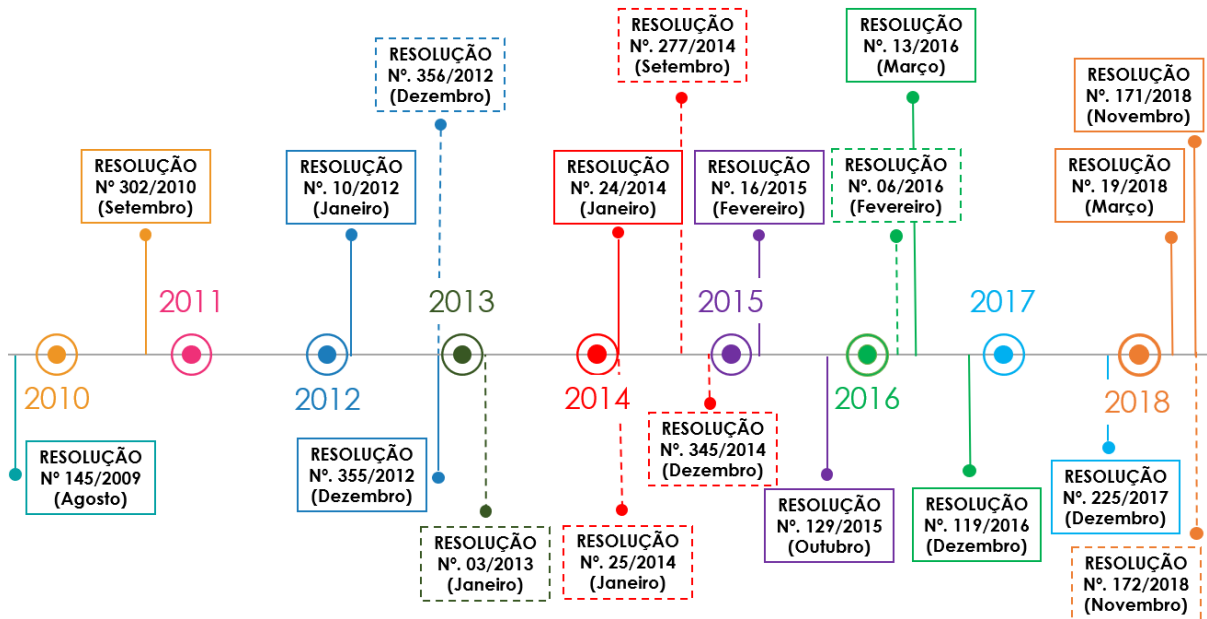 RESOLUÇÃO
Nº. 277/2014
(Setembro)
RESOLUÇÃO
Nº. 13/2016
(Março)
RESOLUÇÃO
Nº. 356/2012
(Dezembro)
RESOLUÇÃO
Nº. 171/2018
(Novembro)
RESOLUÇÃO
Nº 302/2010
(Setembro)
RESOLUÇÃO
Nº. 10/2012
(Janeiro)
RESOLUÇÃO
Nº. 24/2014
(Janeiro)
RESOLUÇÃO
Nº. 16/2015
(Fevereiro)
RESOLUÇÃO
Nº. 06/2016
(Fevereiro)
RESOLUÇÃO
Nº. 19/2018
(Março)
2011
2013
2015
2017
2010
2012
2014
2016
2018
RESOLUÇÃO
Nº 145/2009
(Agosto)
RESOLUÇÃO
Nº. 355/2012
(Dezembro)
RESOLUÇÃO
Nº. 345/2014
(Dezembro)
RESOLUÇÃO
Nº. 129/2015
(Outubro)
RESOLUÇÃO
Nº. 119/2016
(Dezembro)
RESOLUÇÃO
Nº. 225/2017
(Dezembro)
RESOLUÇÃO
Nº. 03/2013
(Janeiro)
RESOLUÇÃO
Nº. 25/2014
(Janeiro)
RESOLUÇÃO
Nº. 172/2018
(Novembro)